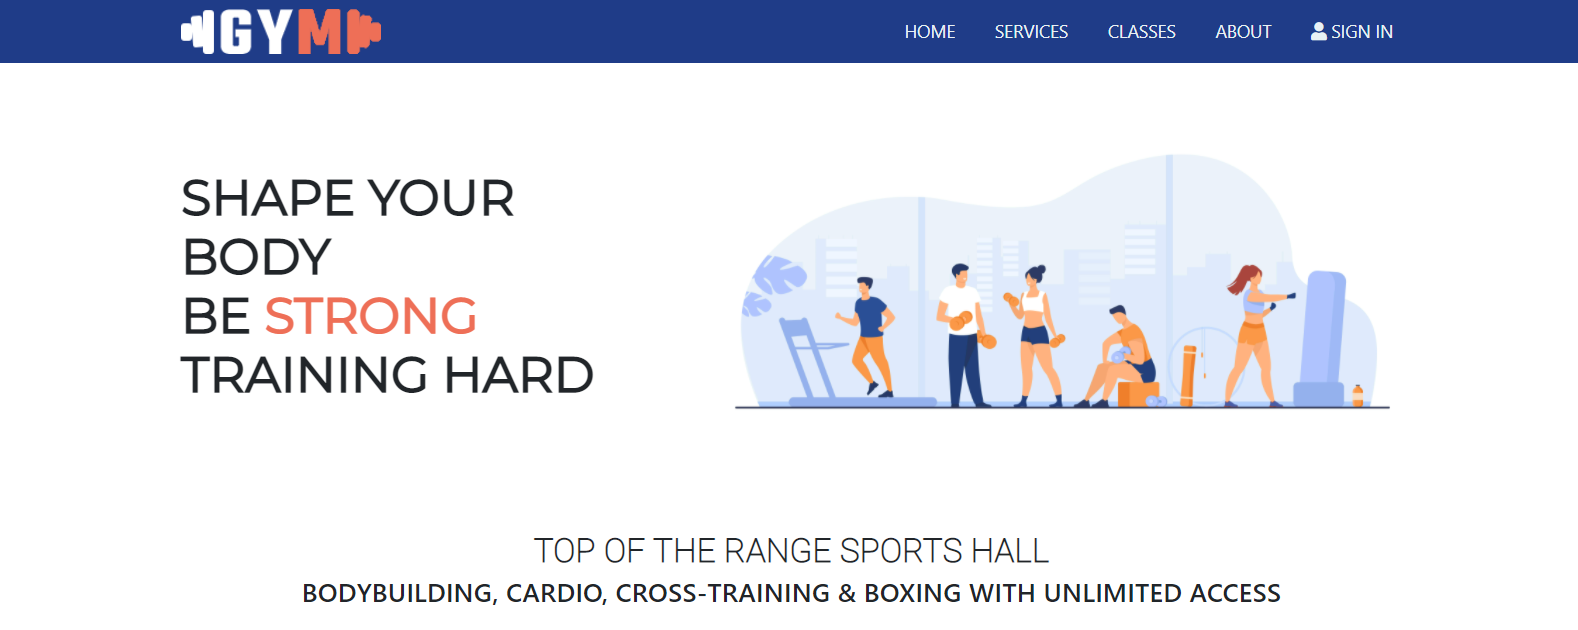 GYM
HOME SERVICES CLASSES ABOUT SIGN IN
SHAPE YOUR
BODY
BE STRONG
TRAINING HARD
TOP OF THE RANGE SPORTS HALL
BODYBUILDING, CARDIO, CROSS-TRAINING & BOXING WITH UNLIMITED ACCESS